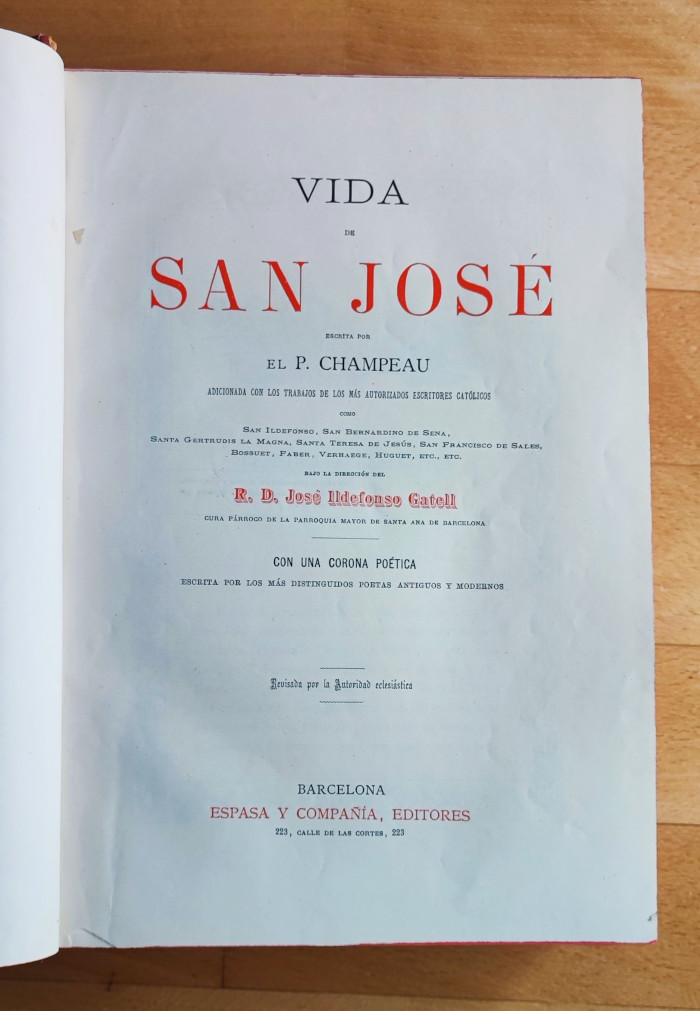 VIDA
DE
SAN JOSÉ
ESCRITA POR
EL P. CHAMPEAU
ADICIONADA CON LOS TRABAJOS DE LOS MÁS AUTORIZADOS ESCRITORES CATÓLICOS
COMO
SAN ILDEFONSO, SAN BERNARDINO DE SENA,
SANTA GERTRUDIS LA MAGNA, SANTA TERESA DE JESÚS, SAN FRANCISCO DE SALES,
BOSSUET, FABER, VERHAEGE, HUGUET, ETC., ETC.
BAJO LA DIRECCIÓN DEL
R. D. José Ildefonso Gatell
CURA PÁRROCO DE LA PARROQUIA MAYOR DE SANTA ANA DE BARCELONA
CON UNA CORONA POÉTICA
ESCRITA POR LOS MÁS DISTINGUIDOS POETAS ANTIGUOS Y MODERNOS
Revisada por la Autoridad eclesiástica
BARCELONA
ESPASA Y COMPAÑÍA, EDITORES
223, CALLE DE LAS CORTES, 223